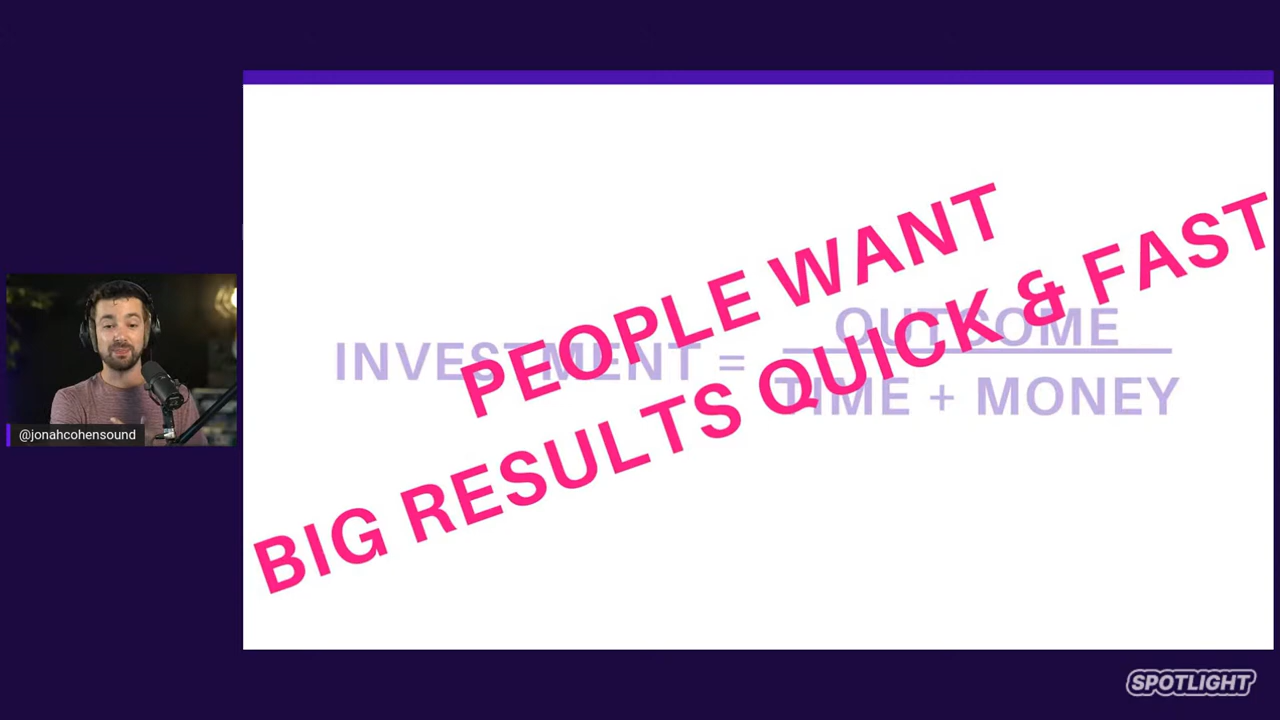 PEOPLE WANT
BIG RESULTS QUICK & FAST
INVESTMENT = OUTCOME
TIME + MONEY
@jonahcohensound
SPOTLIGHT